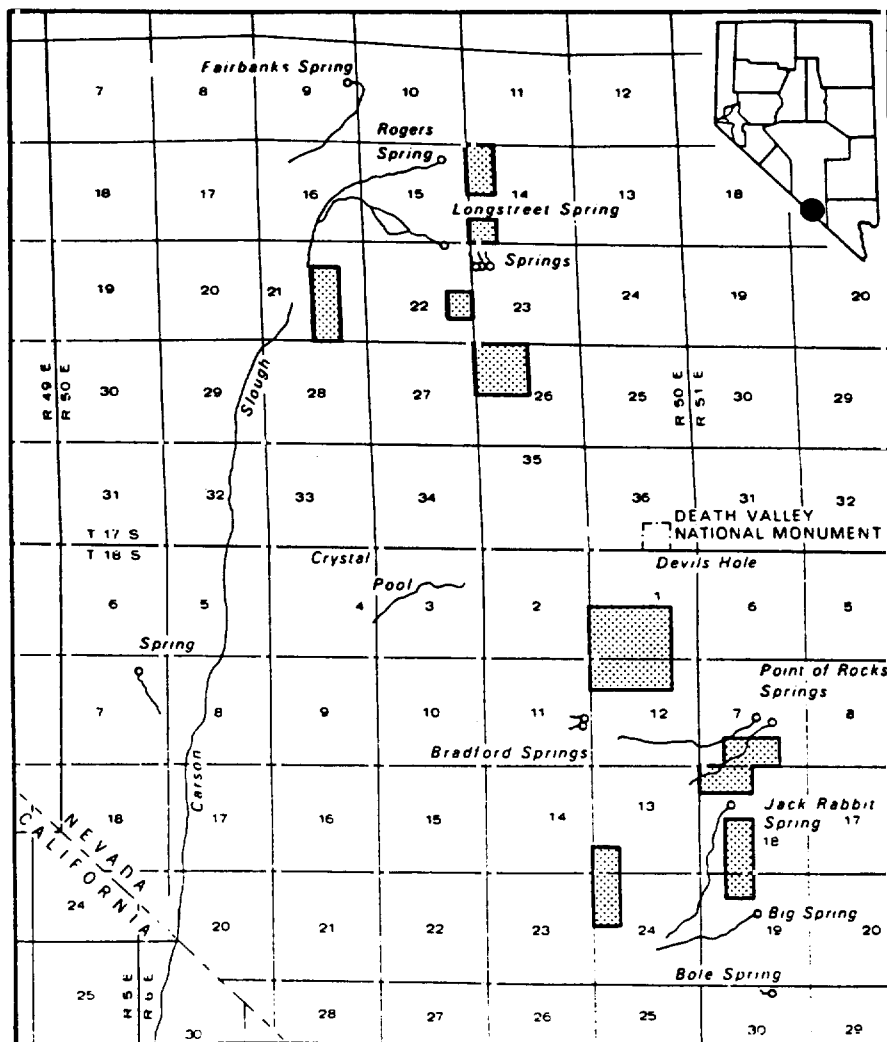 Fairbanks Spring
7 8 9 10 11 12
Rogers
Spring
18 17 16 15 14 13 18
Longstreet Spring
Springs
19 20 21 22 23 24 19 20
R 49 E
R 50 E
Slough
R 50 E
R 51 E
30 29 28 27 26 25 30 29
35
31 32 33 34 36 31 32
DEATH VALLEY
NATIONAL MONUMENT
T 17 S
T 18 S
Crystal
Pool
Devils Hole
6 5 4 3 2 1 6 5
Spring
Point of Rocks
Springs
7 8 9 10 11 12 7 8
Bradford Springs
Carson
Jack Rabbit
Spring
18 17 16 15 14 13 18 17
NEVADA
CALIFORNIA
24 20 21 22 23 24 19 20
Big Spring
Bole Spring
25 28 27 26 25 30 29
R 5 E
R 6 E
30